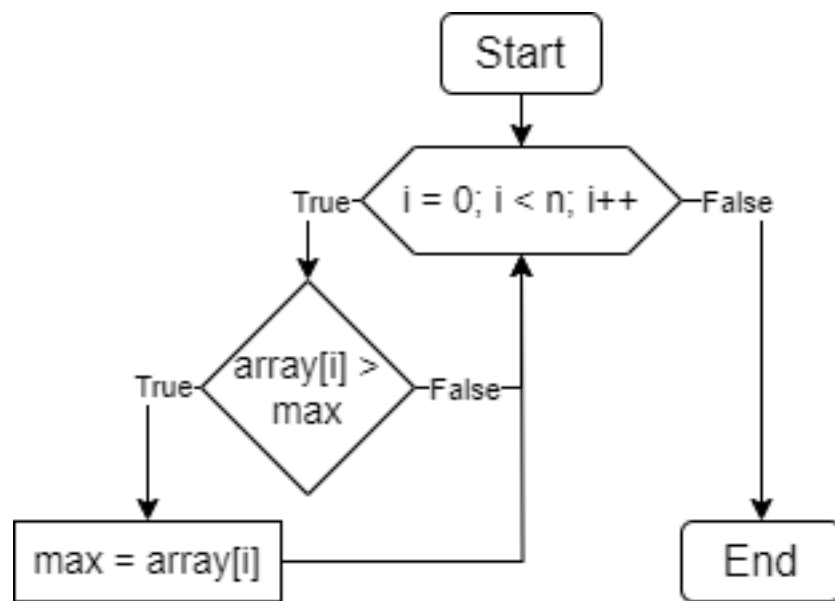 Start
i = 0; i < n; i++
True
False
array[i] >
max
True
False
max = array[i]
End